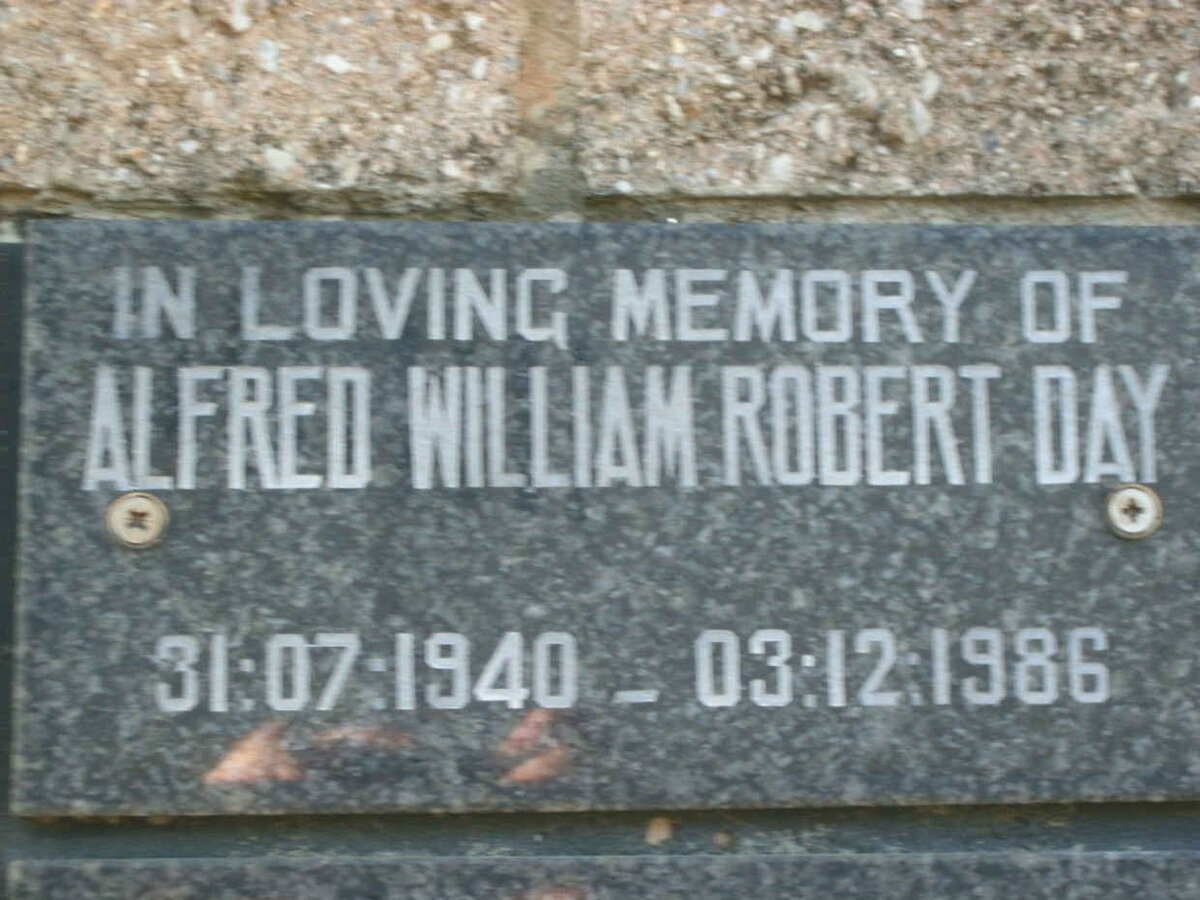 IN LOVING MEMORY OF
ALFRED WILLIAM ROBERT DAY
31:07:1940 - 03:12:1986